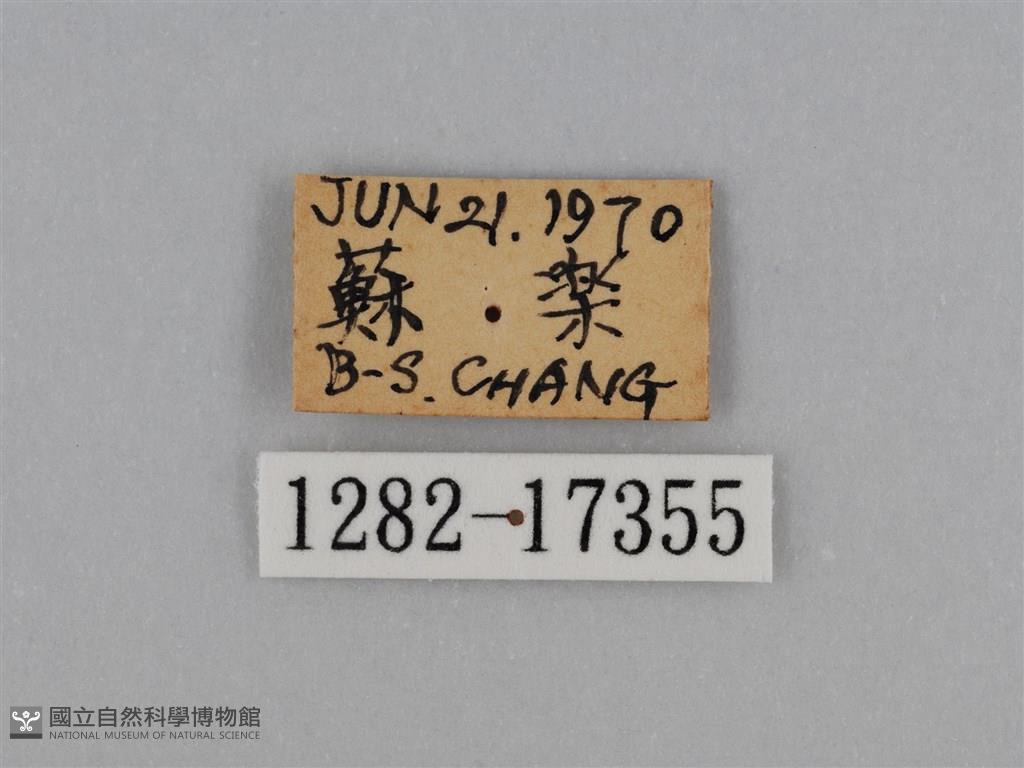 JUN 21. 1970
蘇 楽
B-S. CHANG
1282-17355
國立自然科學博物館
NATIONAL MUSEUM OF NATURAL SCIENCE